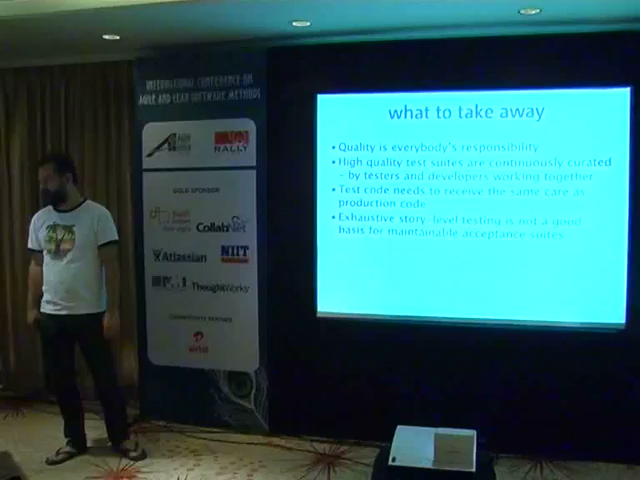 INTERNATIONAL CONFERENCE ON
AGILE AND LEAN SOFTWARE METHODS
RALLY
GOLD SPONSOR
CollabNet
Atlassian
NIIT
ThoughtWorks
airtel
what to take away
• Quality is everybody's responsibility
• High quality test suites are continuously curated
– by testers and developers working together
• Test code needs to receive the same care as
production code
• Exhaustive story-level testing is not a good
basis for maintainable acceptance suites